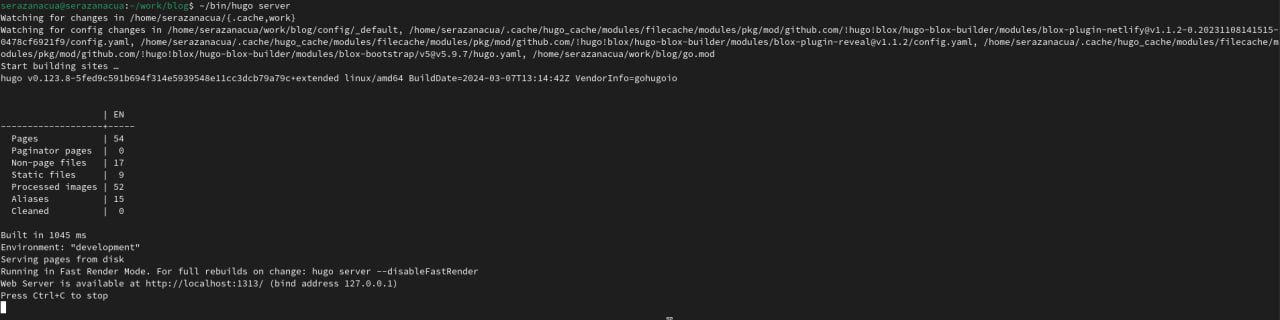 serazanacua@serazanacua:~/work/blog$ ~/bin/hugo server
Watching for changes in /home/serazanacua/{.cache,work}
Watching for config changes in /home/serazanacua/work/blog/config/_default, /home/serazanacua/.cache/hugo_cache/modules/filecache/modules/pkg/mod/github.com/!hugo!blox/hugo-blox-builder/modules/blox-plugin-netlify@v1.1.2-0.20231108141515-
0478cf6921f9/config.yaml, /home/serazanacua/.cache/hugo_cache/modules/filecache/modules/pkg/mod/github.com/!hugo!blox/hugo-blox-builder/modules/blox-plugin-reveal@v1.1.2/config.yaml, /home/serazanacua/.cache/hugo_cache/modules/filecache/m
odules/pkg/mod/github.com/!hugo!blox/hugo-blox-builder/modules/blox-bootstrap/v5@v5.9.7/hugo.yaml, /home/serazanacua/work/blog/go.mod
Start building sites …
hugo v0.123.8-5fed9c591b694f314e5939548e11cc3dcb79a79c+extended linux/amd64 BuildDate=2024-03-07T13:14:42Z VendorInfo=gohugoio
                   | EN
-------------------+-----
  Pages            | 54
  Paginator pages  |  0
  Non-page files   | 17
  Static files     |  9
  Processed images | 52
  Aliases          | 15
  Cleaned          |  0
Built in 1045 ms
Environment: "development"
Serving pages from disk
Running in Fast Render Mode. For full rebuilds on change: hugo server --disableFastRender
Web Server is available at http://localhost:1313/ (bind address 127.0.0.1)
Press Ctrl+C to stop